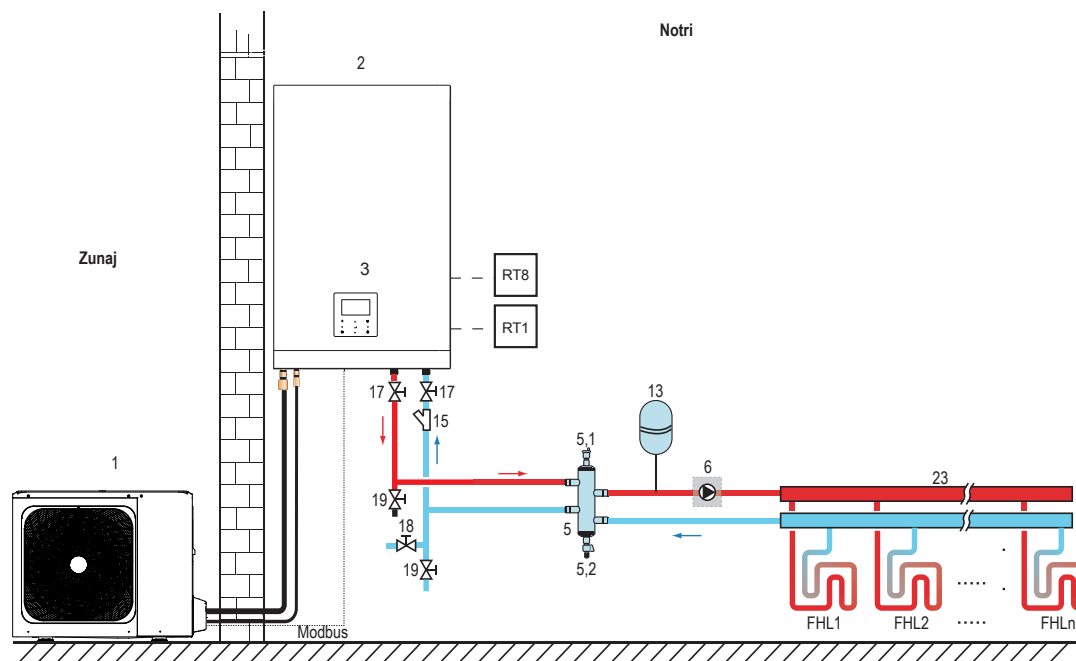 Notri
2
Zunaj
3
RT8
RT1
17
17
13
15
5,1
6
1
23
19
5
18
19
5,2
Modbus
FHL1
FHL2
.....
.....
FHLn